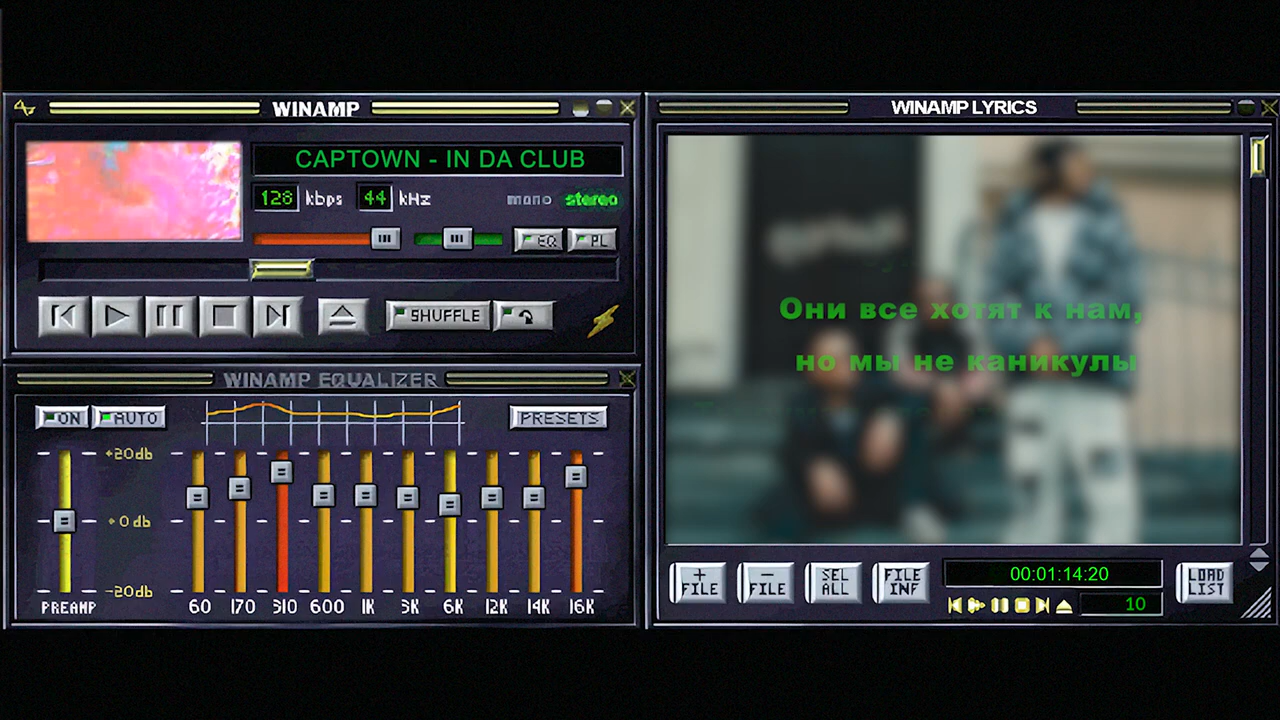 WINAMP
CAPTOWN - IN DA CLUB
128 kbps 44 kHz mono stereo
EQ PL
SHUFFLE
WINAMP EQUALIZER
ON AUTO PRESETS
+20db
+0db
-20db
PREAMP 60 170 310 600 1K 3K 6K 12K 14K 16K
WINAMP LYRICS
Они все хотят к нам,
но мы не каникулы
+ FILE
- FILE
SEL ALL
FILE INF
00:01:14:20
10
LOAD LIST